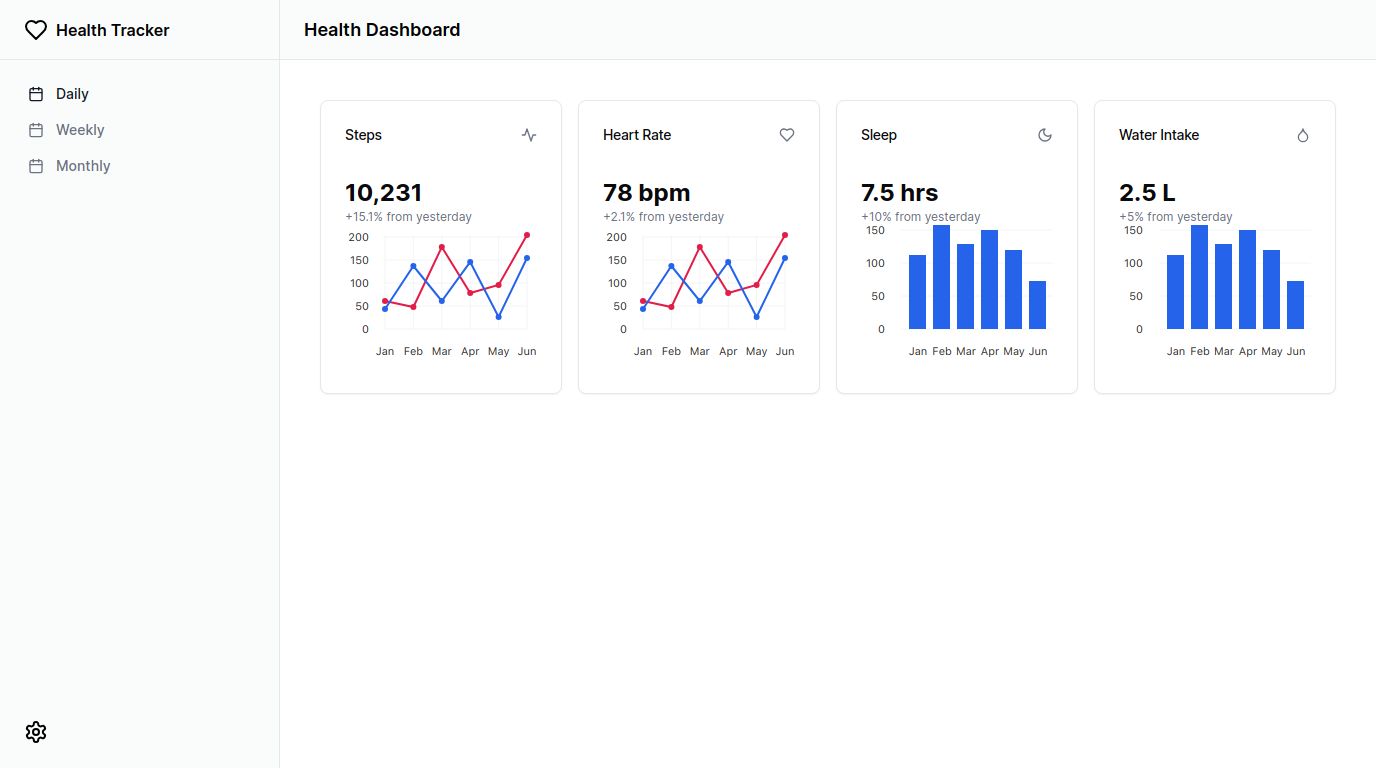 Health Tracker
Health Dashboard
Daily
Weekly
Monthly
Steps
10,231
+15.1% from yesterday
200
150
100
50
0
Jan Feb Mar Apr May Jun
Heart Rate
78 bpm
+2.1% from yesterday
200
150
100
50
0
Jan Feb Mar Apr May Jun
Sleep
7.5 hrs
+10% from yesterday
150
100
50
0
Jan Feb Mar Apr May Jun
Water Intake
2.5 L
+5% from yesterday
150
100
50
0
Jan Feb Mar Apr May Jun